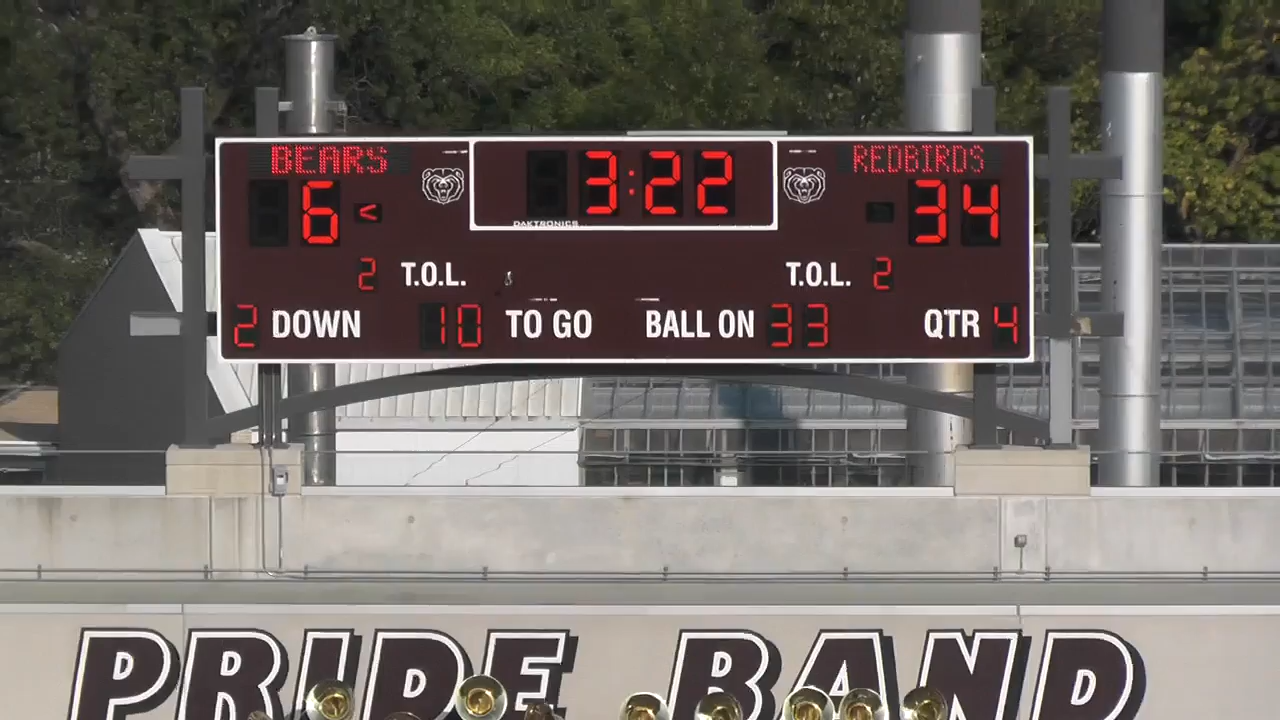 BEARS 3:22 REDBIRDS
6 < 34
DAKTRONICS
2 T.O.L. T.O.L. 2
2 DOWN 10 TO GO BALL ON 33 QTR 4
PRIDE BAND